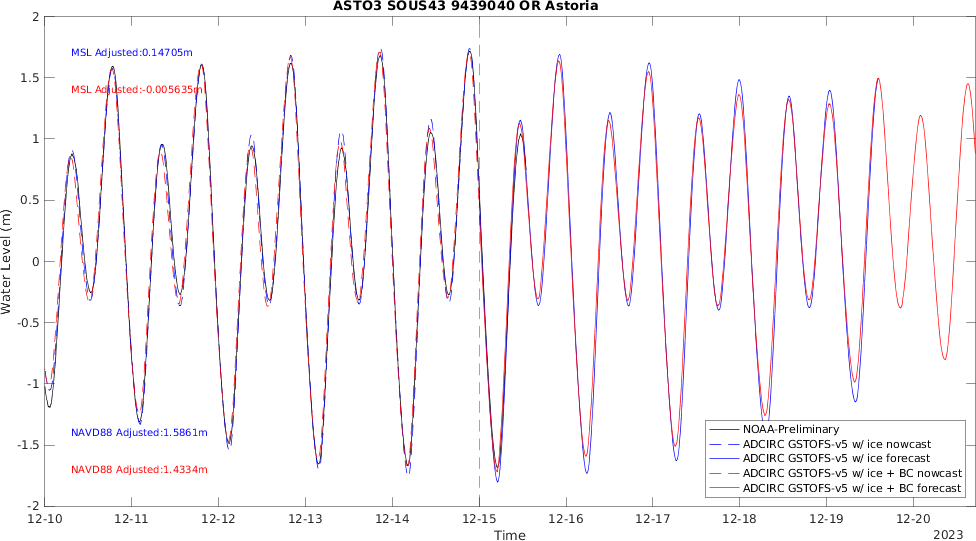 ASTO3 SOUS43 9439040 OR Astoria
2
1.5
1
0.5
0
-0.5
-1
-1.5
-2
Water Level (m)
MSL Adjusted:0.14705m
MSL Adjusted:-0.005635m
NAVD88 Adjusted:1.5861m
NAVD88 Adjusted:1.4334m
NOAA-Preliminary
ADCIRC GSTOFS-v5 w/ ice nowcast
ADCIRC GSTOFS-v5 w/ ice forecast
ADCIRC GSTOFS-v5 w/ ice + BC nowcast
ADCIRC GSTOFS-v5 w/ ice + BC forecast
12-10 12-11 12-12 12-13 12-14 12-15 12-16 12-17 12-18 12-19 12-20
Time
2023